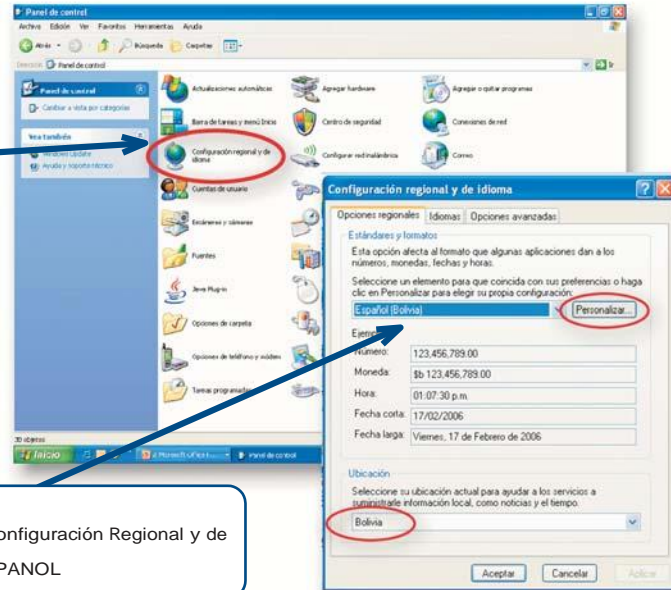 Panel de control
Archivo Edición Ver Favoritos Herramientas Ayuda
Atrás Búsqueda Carpetas
Dirección Panel de control Ir
Panel de control
Cambiar a vista por categorías
Vea también
Windows Update
Ayuda y soporte técnico
Actualizaciones automáticas
Agregar hardware
Agregar o quitar programas
Barra de tareas y menú Inicio
Centro de seguridad
Conexiones de red
Configuración regional y de
idioma
Configurar red inalámbrica
Correo
Cuentas de usuario
Escáneres y cámaras
Fuentes
Java Plug-in
Opciones de carpeta
Opciones de teléfono y módem
Tareas programadas
30 objetos
Inicio
Panel de control
Configuración regional y de idioma
Opciones regionales Idiomas Opciones avanzadas
Estándares y formatos
Esta opción afecta al formato que algunas aplicaciones dan a los
números, monedas, fechas y horas.
Seleccione un elemento para que coincida con sus preferencias o haga
clic en Personalizar para elegir su propia configuración:
Español (Bolivia) Personalizar...
Número: 123,456,789.00
Moneda: $b 123,456,789.00
Hora: 01:07:30 p.m.
Fecha corta: 17/02/2006
Fecha larga: Viernes, 17 de Febrero de 2006
Ubicación
Seleccione su ubicación actual para ayudar a los servicios a
suministrarle información local, como noticias y el tiempo.
Bolivia
Aceptar Cancelar Aplicar
onfiguración Regional y de
PANOL